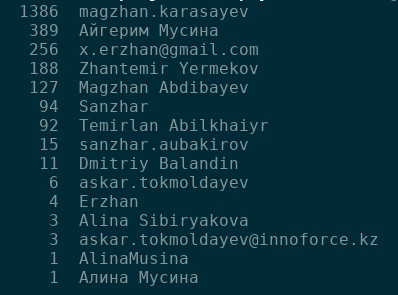 1386 magzhan.karasayev
389 Айгерим Мусина
256 x.erzhan@gmail.com
188 Zhantemir Yermekov
127 Magzhan Abdibayev
94 Sanzhar
92 Temirlan Abilkhaiyr
15 sanzhar.aubakirov
11 Dmitriy Balandin
6 askar.tokmoldayev
4 Erzhan
3 Alina Sibiryakova
3 askar.tokmoldayev@innoforce.kz
1 AlinaMusina
1 Алина Мусина